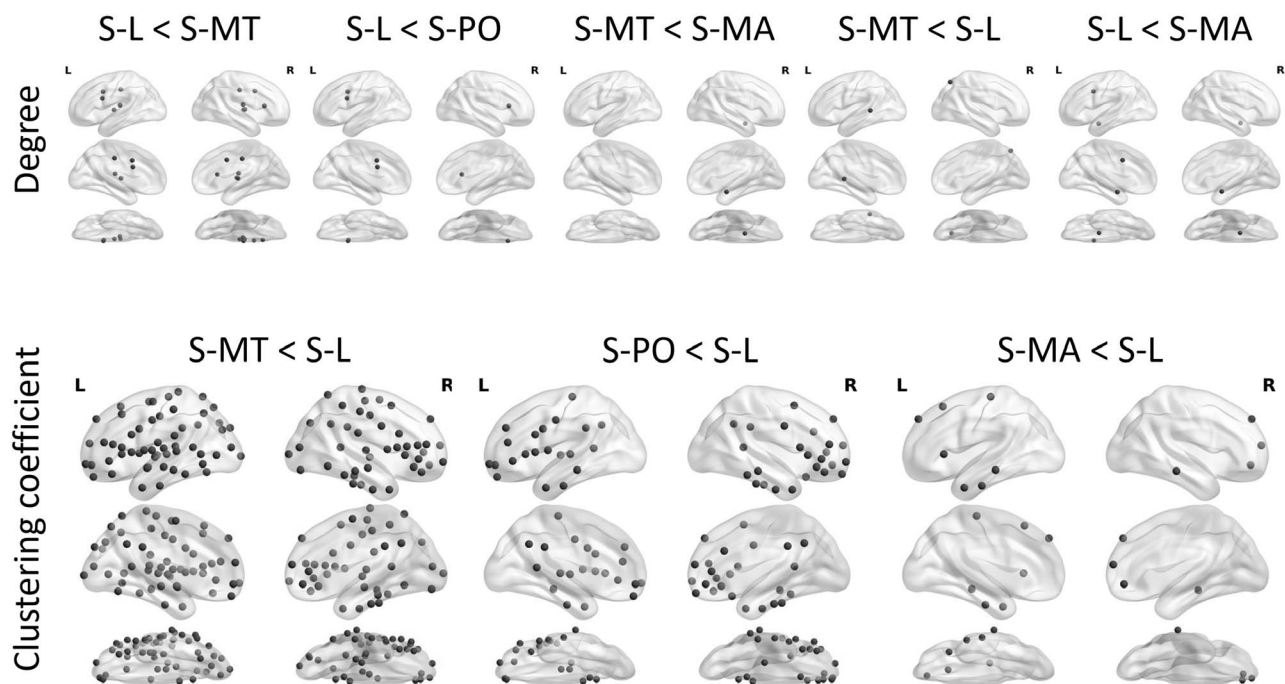 S-L < S-MT S-L < S-PO S-MT < S-MA S-MT < S-L S-L < S-MA
L R L R L R L R L R
Degree
S-MT < S-L S-PO < S-L S-MA < S-L
L R L R L R
Clustering coefficient